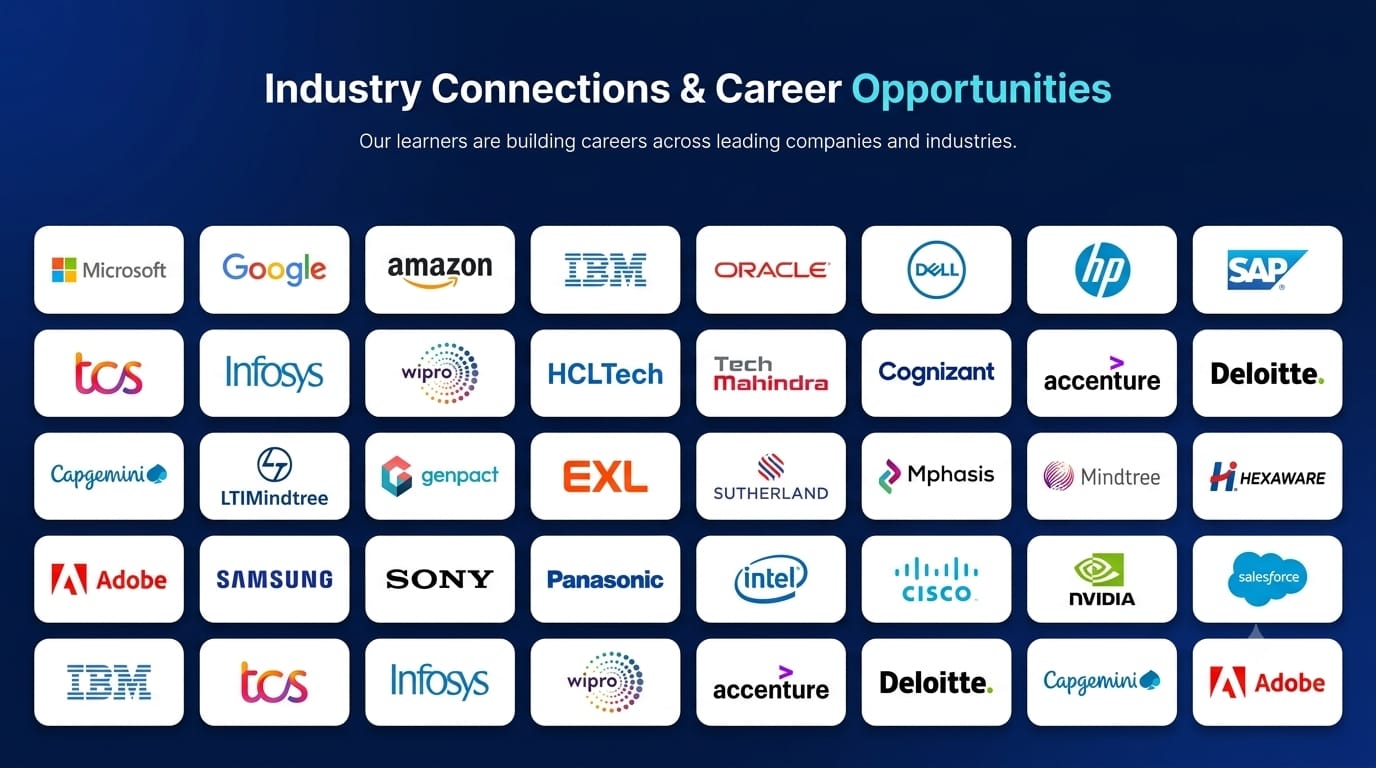 Industry Connections & Career Opportunities
Our learners are building careers across leading companies and industries.
Microsoft
Google
amazon
IBM
ORACLE®
DELL
hp
SAP®
tcs
Infosys
wipro
HCLTech
Tech
Mahindra
Cognizant
accenture
Deloitte.
Capgemini
LTIMindtree
genpact
EXL
SUTHERLAND
Mphasis
Mindtree
HEXAWARE
Adobe
SAMSUNG
SONY
Panasonic
intel
CISCO
NVIDIA
salesforce
IBM
tcs
Infosys
wipro
accenture
Deloitte.
Capgemini
Adobe